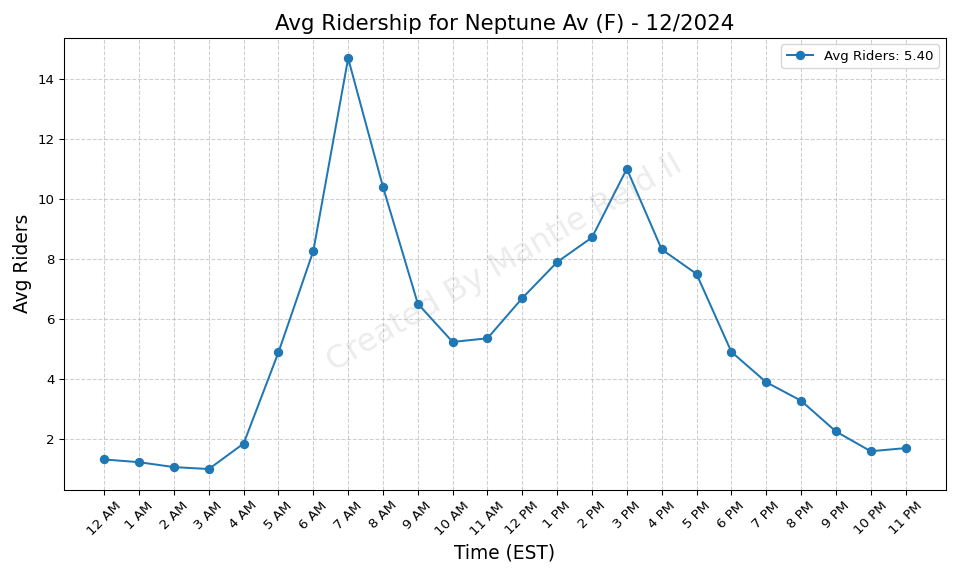 Avg Ridership for Neptune Av (F) - 12/2024
Avg Riders: 5.40
Avg Riders
14
12
10
8
6
4
2
Created By Mantle Reid II
12 AM
1 AM
2 AM
3 AM
4 AM
5 AM
6 AM
7 AM
8 AM
9 AM
10 AM
11 AM
12 PM
1 PM
2 PM
3 PM
4 PM
5 PM
6 PM
7 PM
8 PM
9 PM
10 PM
11 PM
Time (EST)